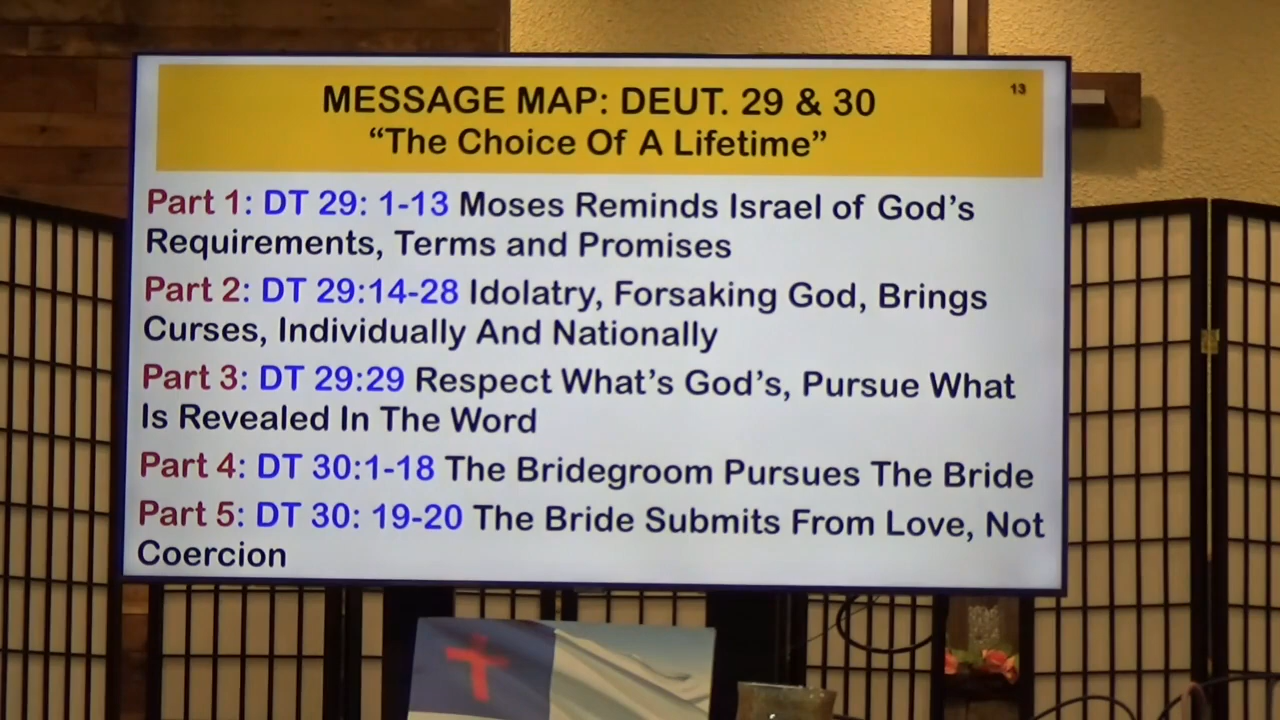 13
MESSAGE MAP: DEUT. 29 & 30
“The Choice Of A Lifetime”
Part 1: DT 29: 1-13 Moses Reminds Israel of God’s
Requirements, Terms and Promises
Part 2: DT 29:14-28 Idolatry, Forsaking God, Brings
Curses, Individually And Nationally
Part 3: DT 29:29 Respect What’s God’s, Pursue What
Is Revealed In The Word
Part 4: DT 30:1-18 The Bridegroom Pursues The Bride
Part 5: DT 30: 19-20 The Bride Submits From Love, Not
Coercion